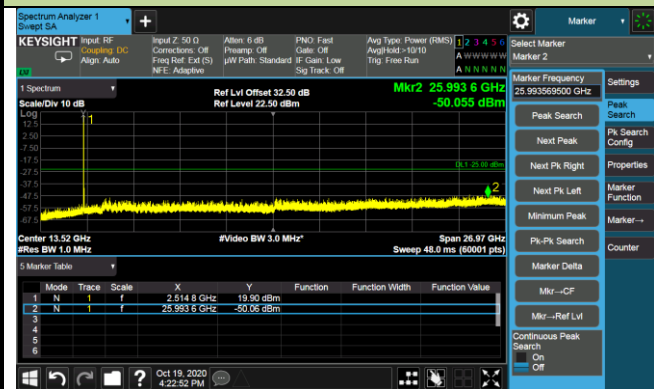 Spectrum Analyzer 1
Swept SA
+
Marker
KEYSIGHT
Input: RF
Coupling: DC
Align: Auto
Input Z: 50 Ω
Corrections: Off
Freq Ref: Ext (S)
NFE: Adaptive
Atten: 6 dB
Preamp: Off
µW Path: Standard
PNO: Fast
Gate: Off
IF Gain: Low
Sig Track: Off
Avg Type: Power (RMS)
Avg|Hold:>10/10
Trig: Free Run
1 2 3 4 5 6
A W W W W W
A N N N N N
Select Marker
Marker 2
1 Spectrum
Scale/Div 10 dB
Log
Ref Lvl Offset 32.50 dB
Ref Level 22.50 dBm
Mkr2 25.993 6 GHz
-50.055 dBm
12.5
2.50
-7.50
-17.5
-27.5
-37.5
-47.5
-57.5
-67.5
1
DL1 -25.00 dBm
2
Center 13.52 GHz
#Res BW 1.0 MHz
#Video BW 3.0 MHz*
Span 26.97 GHz
Sweep 48.0 ms (60001 pts)
5 Marker Table
Mode Trace Scale X Y Function Function Width Function Value
1 N 1 f 2.514 8 GHz 19.90 dBm
2 N 1 f 25.993 6 GHz -50.06 dBm
3
4
5
6
Marker Frequency
25.993569500 GHz
Peak Search
Next Peak
Next Pk Right
Next Pk Left
Minimum Peak
Pk-Pk Search
Marker Delta
Mkr→CF
Mkr→Ref Lvl
Continuous Peak
Search
On
Off
Settings
Peak
Search
Pk Search
Config
Properties
Marker
Function
Marker→
Counter
?
Oct 19, 2020
4:22:52 PM